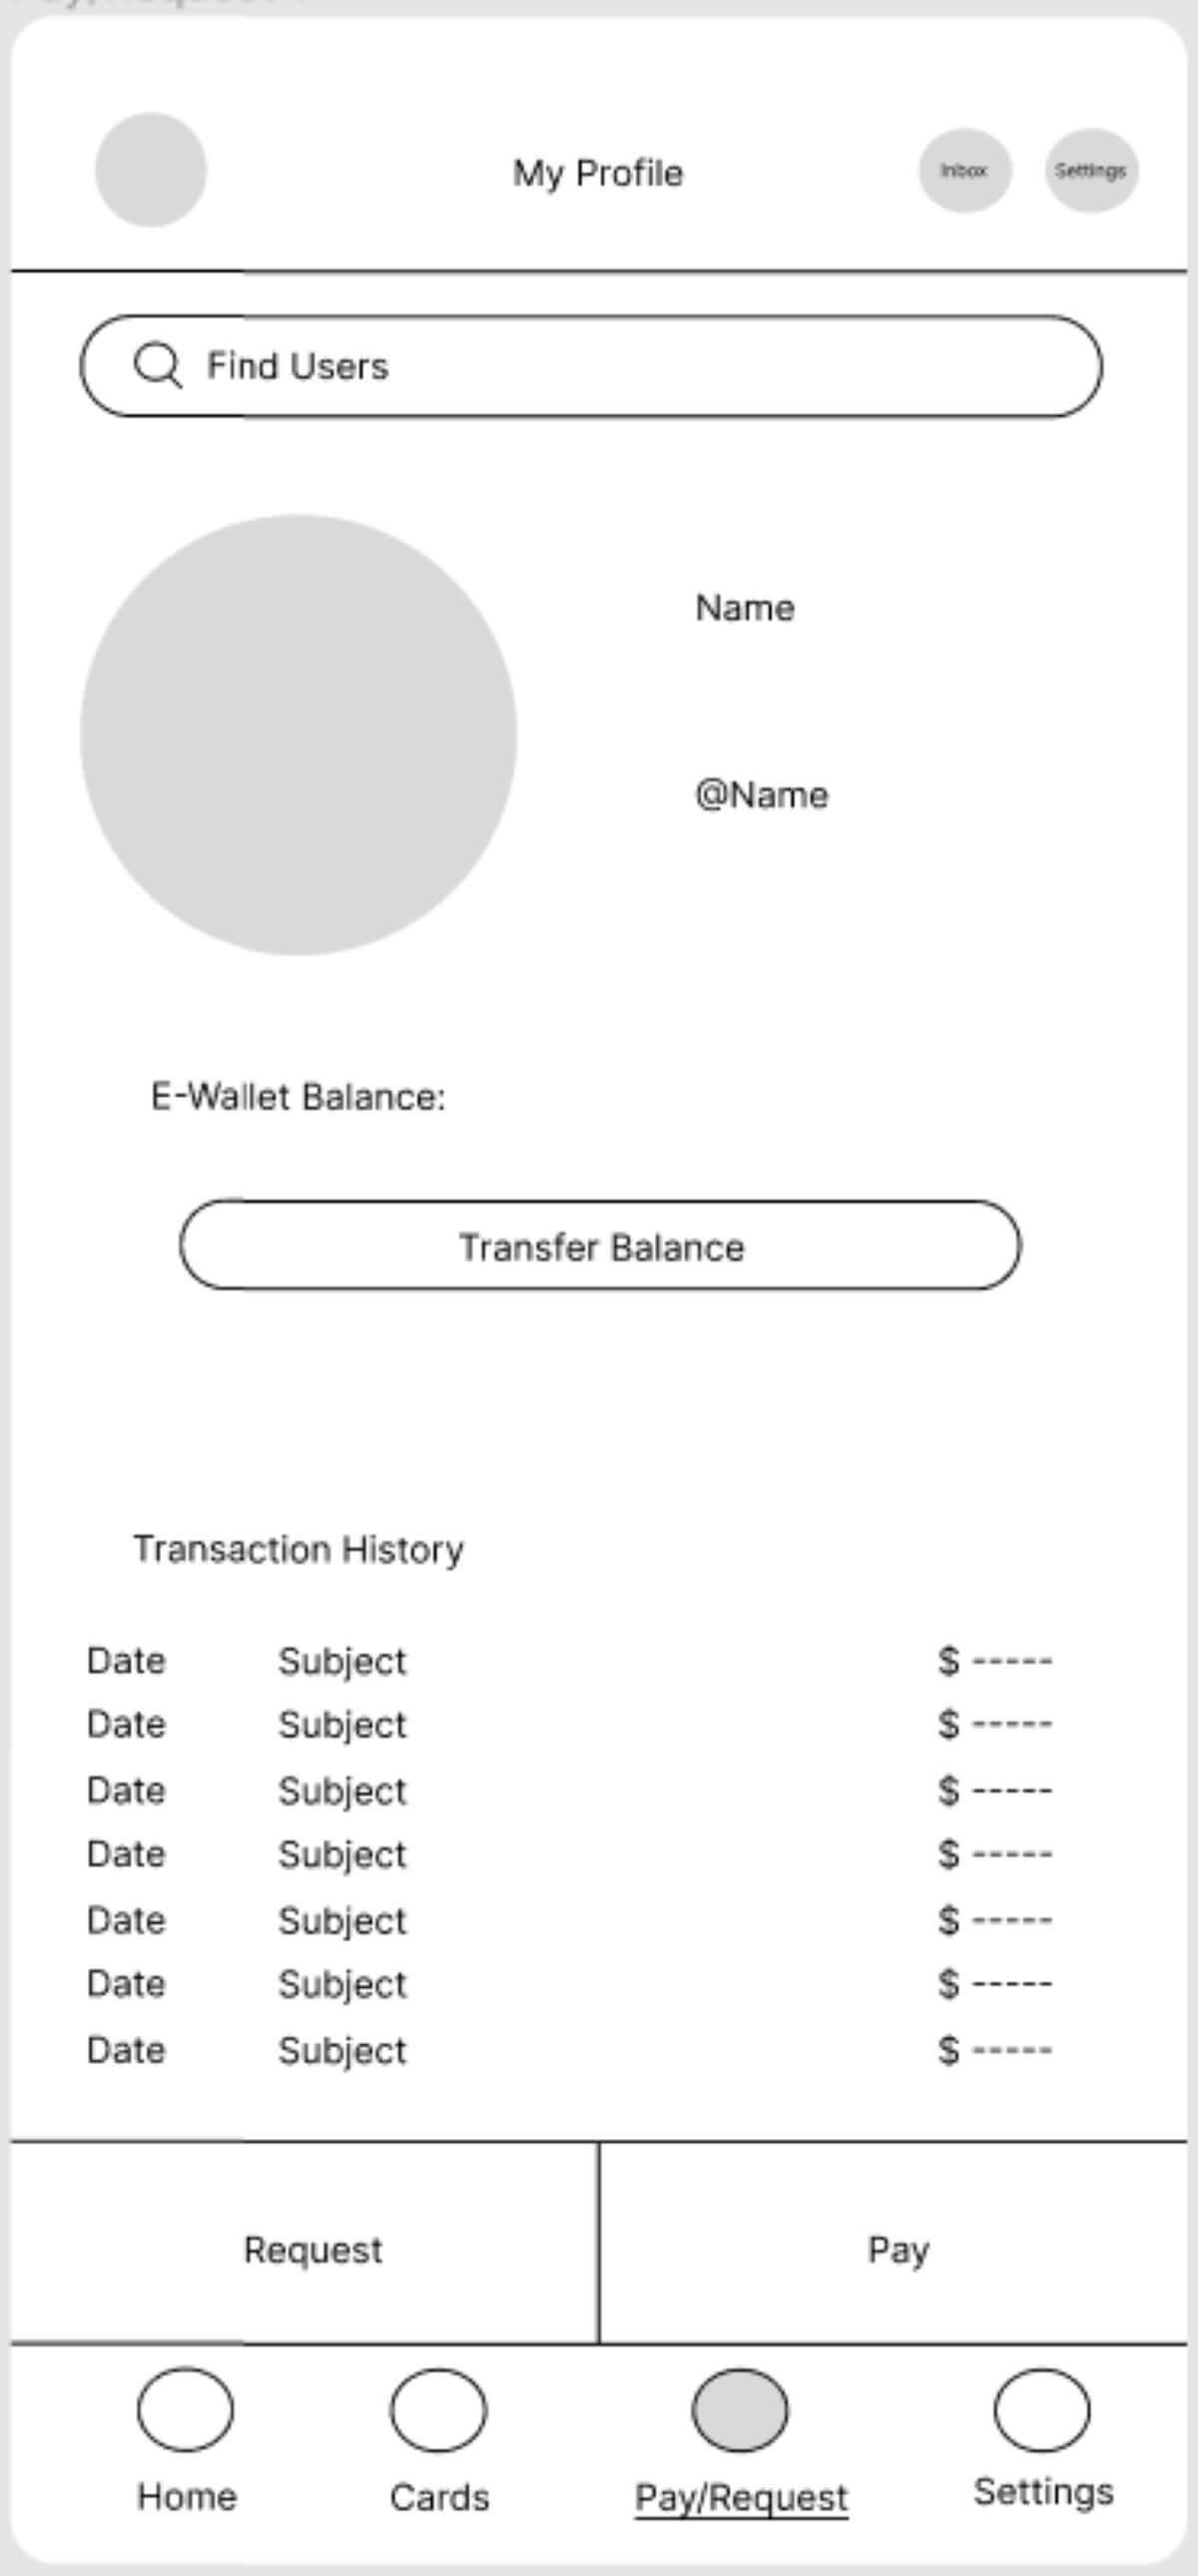 My Profile
Inbox
Settings
Find Users
Name
@Name
E-Wallet Balance:
Transfer Balance
Transaction History
Date Subject $ -----
Date Subject $ -----
Date Subject $ -----
Date Subject $ -----
Date Subject $ -----
Date Subject $ -----
Date Subject $ -----
Request Pay
Home Cards Pay/Request Settings